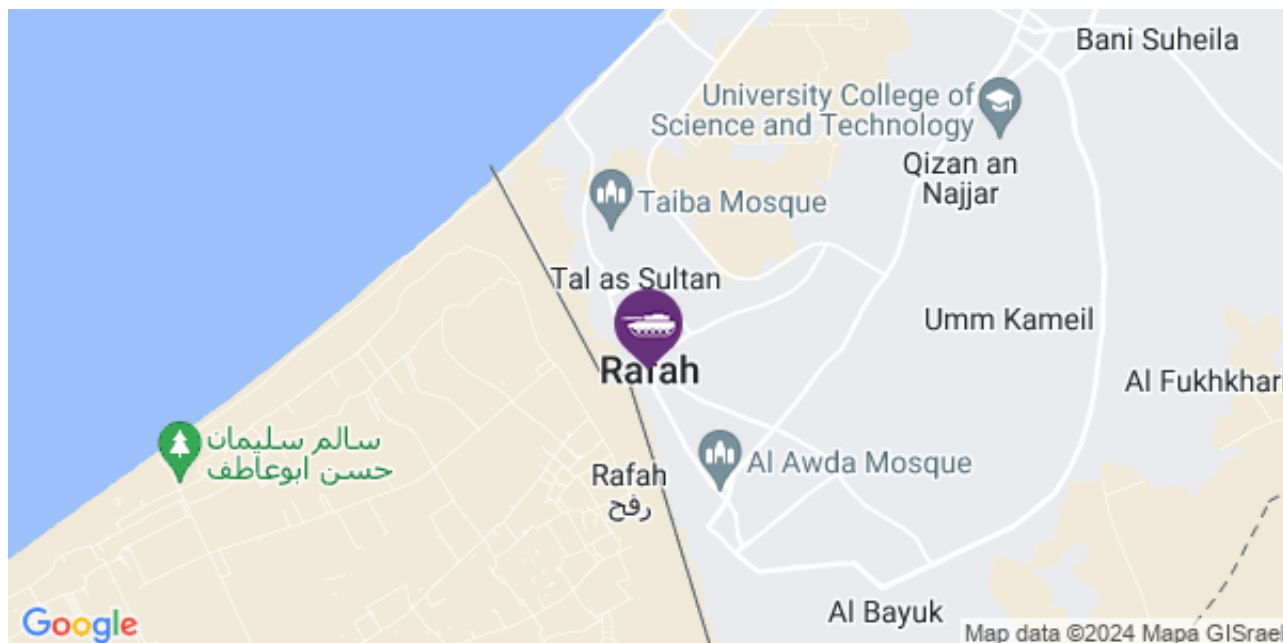 Bani Suheila
University College of
Science and Technology
Qizan an
Najjar
Taiba Mosque
Tal as Sultan
Umm Kameil
Rafah
Al Fukhkhari
سالم سليمان
حسن ابوعاطف
Al Awda Mosque
Rafah
رفح
Al Bayuk
Google
Map data ©2024 Mapa GISrael